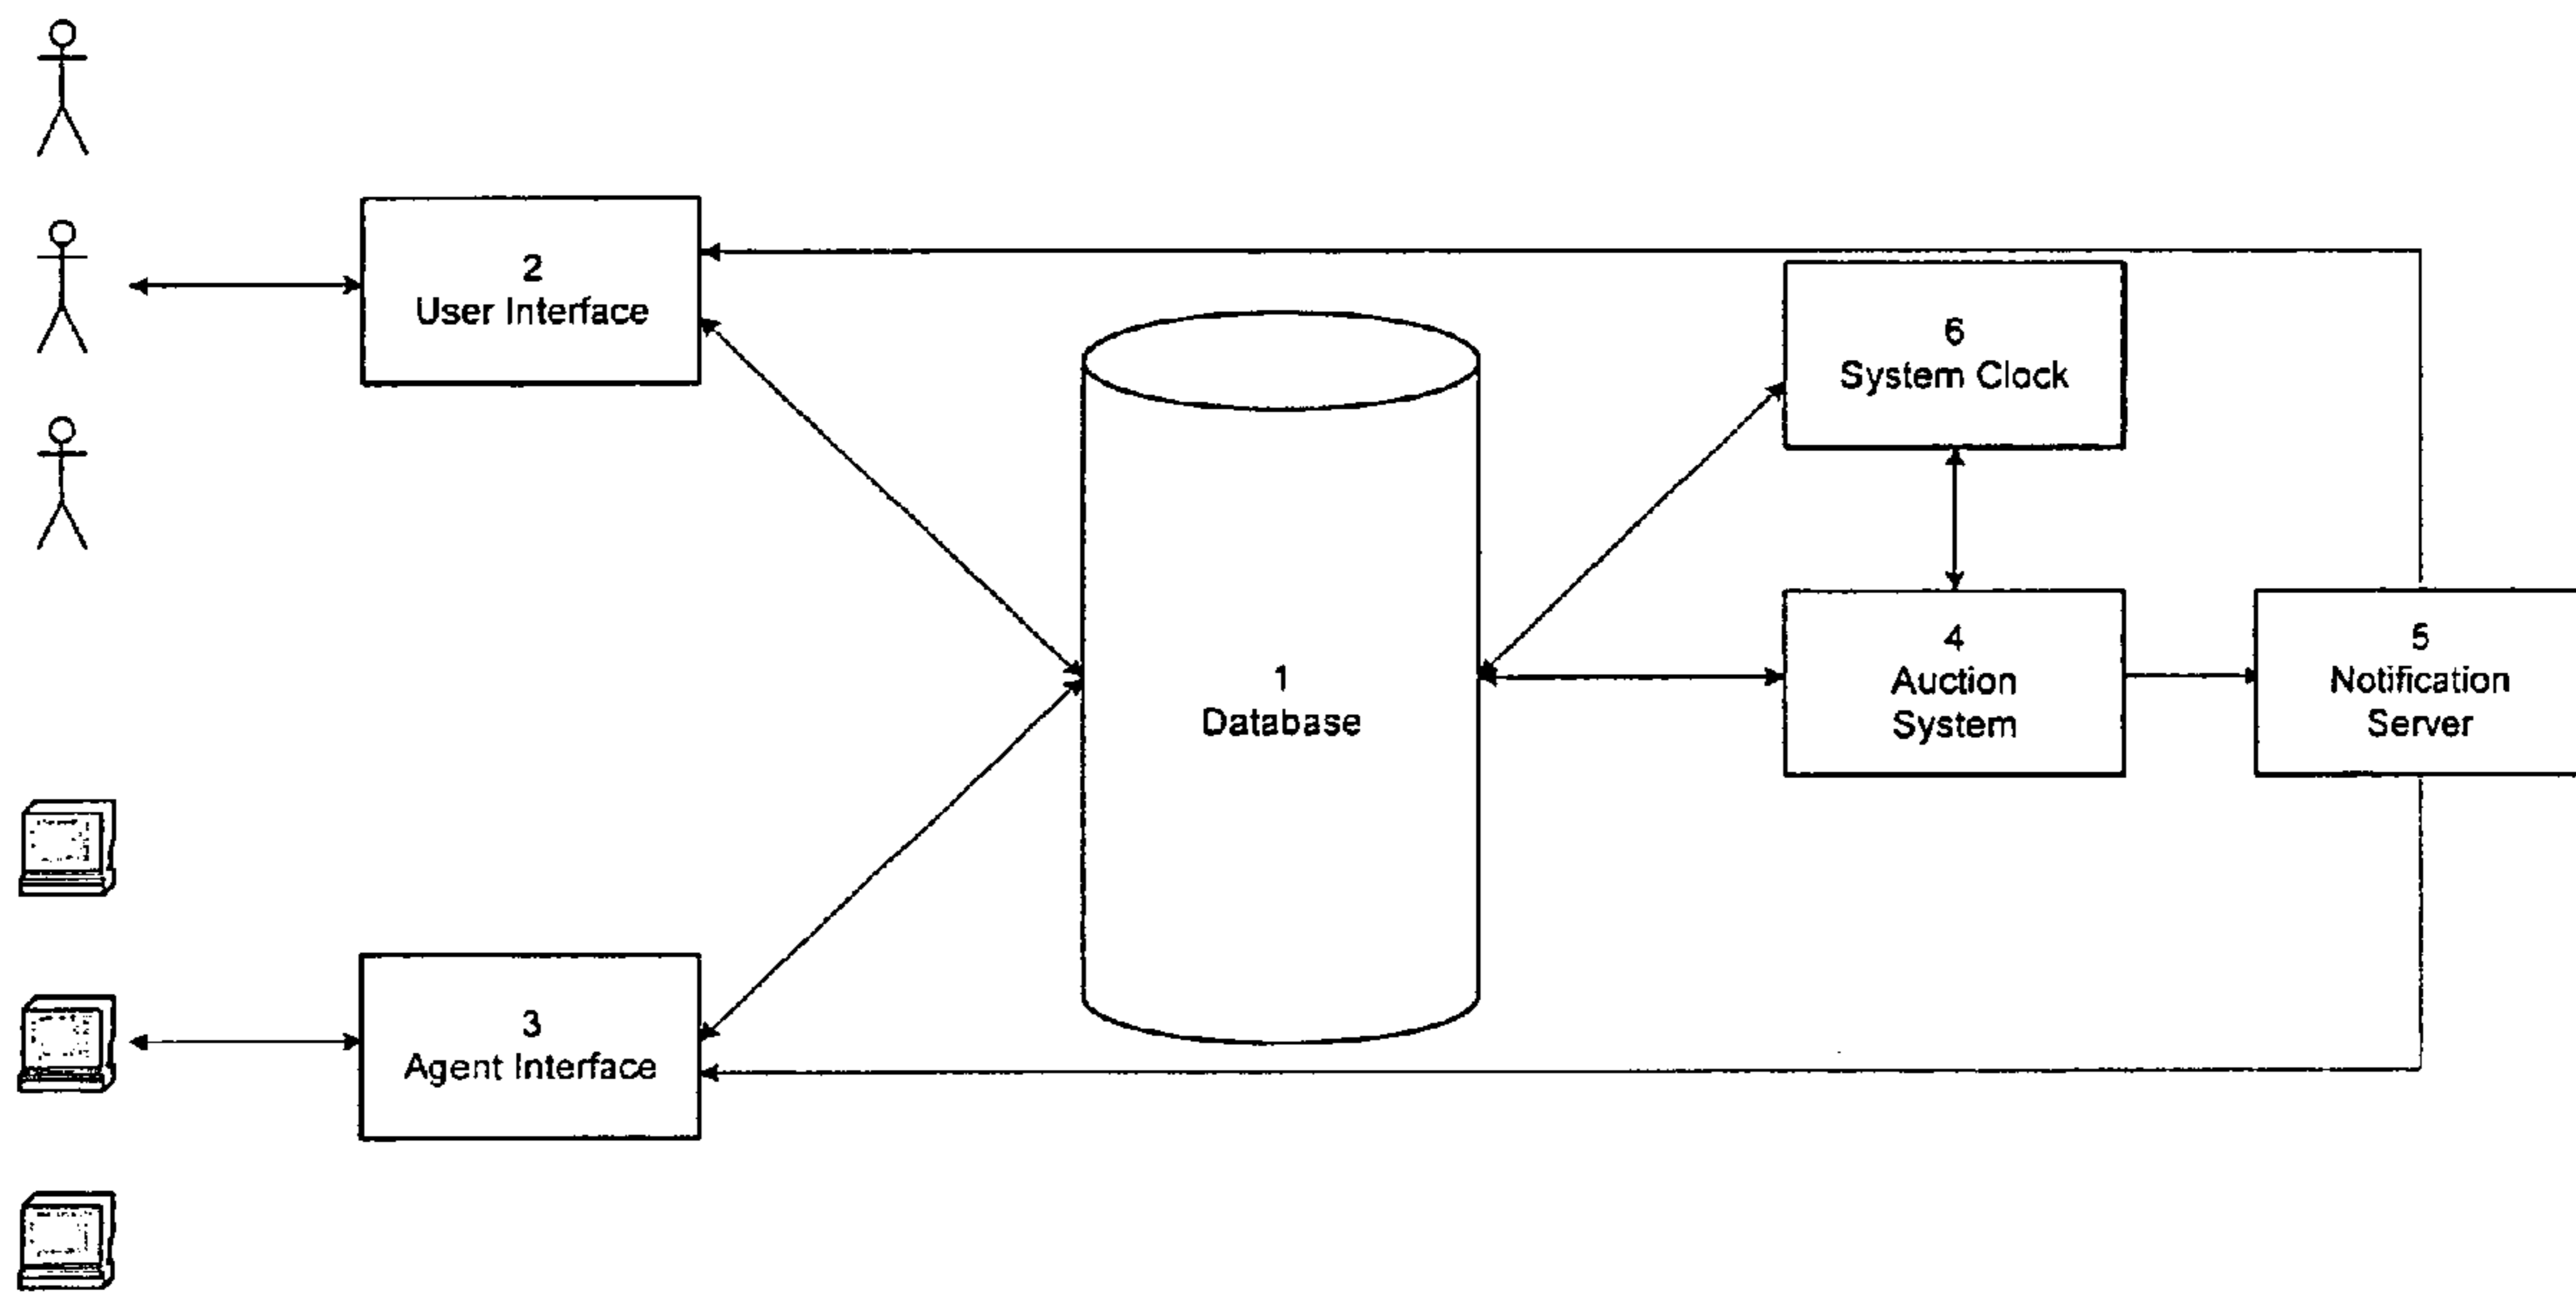 2
User Interface
6
System Clock
1
Database
4
Auction
System
5
Notification
Server
3
Agent Interface